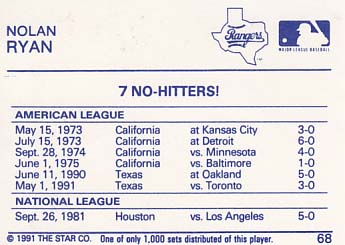 NOLAN
RYAN
Rangers
MAJOR LEAGUE BASEBALL
7 NO-HITTERS!
AMERICAN LEAGUE
May 15, 1973 California at Kansas City 3-0
July 15, 1973 California at Detroit 6-0
Sept. 28, 1974 California vs. Minnesota 4-0
June 1, 1975 California vs. Baltimore 1-0
June 11, 1990 Texas at Oakland 5-0
May 1, 1991 Texas vs. Toronto 3-0
NATIONAL LEAGUE
Sept. 26, 1981 Houston vs. Los Angeles 5-0
© 1991 THE STAR CO. One of only 1,000 sets distributed of this player. 68